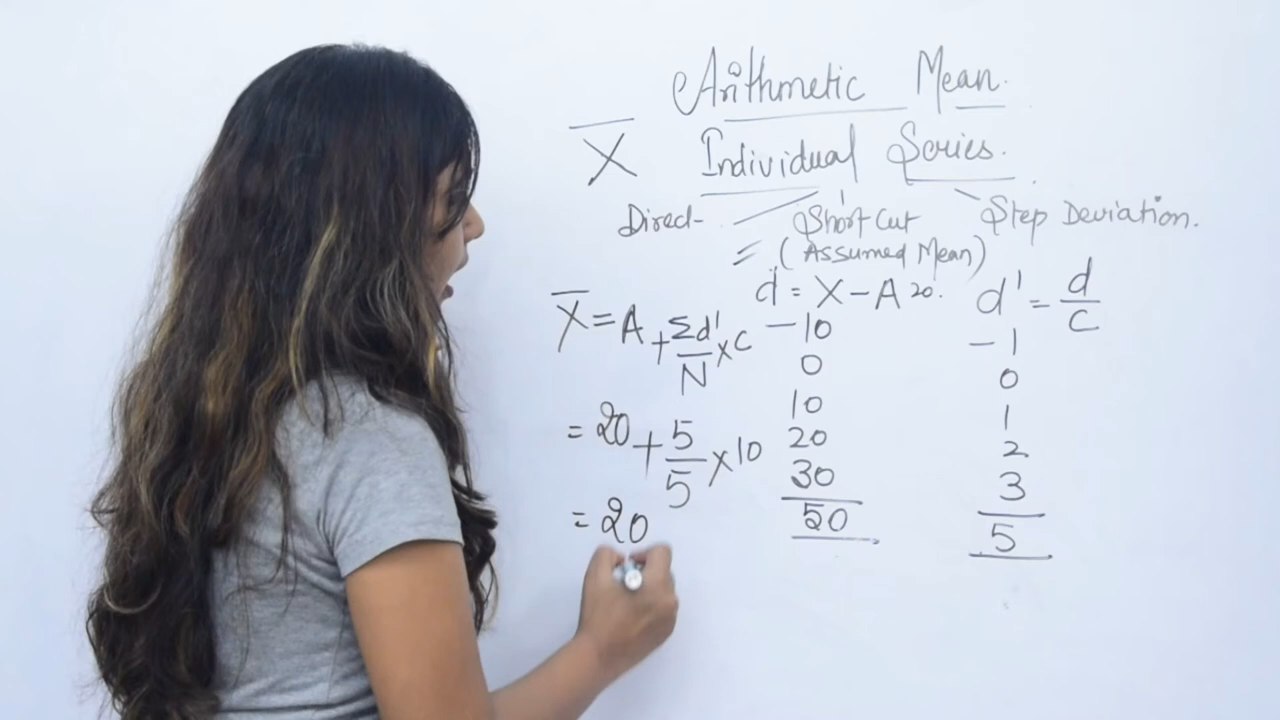 Arithmetic Mean.
X̅ Individual Series.
Direct- Short Cut Step Deviation.
= (Assumed Mean)
d = X - A 20. d' = d/c
X̅ = A + Σd'/N × C
-10 -1
0 0
10 1
= 20 + 5/5 × 10
20 2
30 3
50 5
= 20